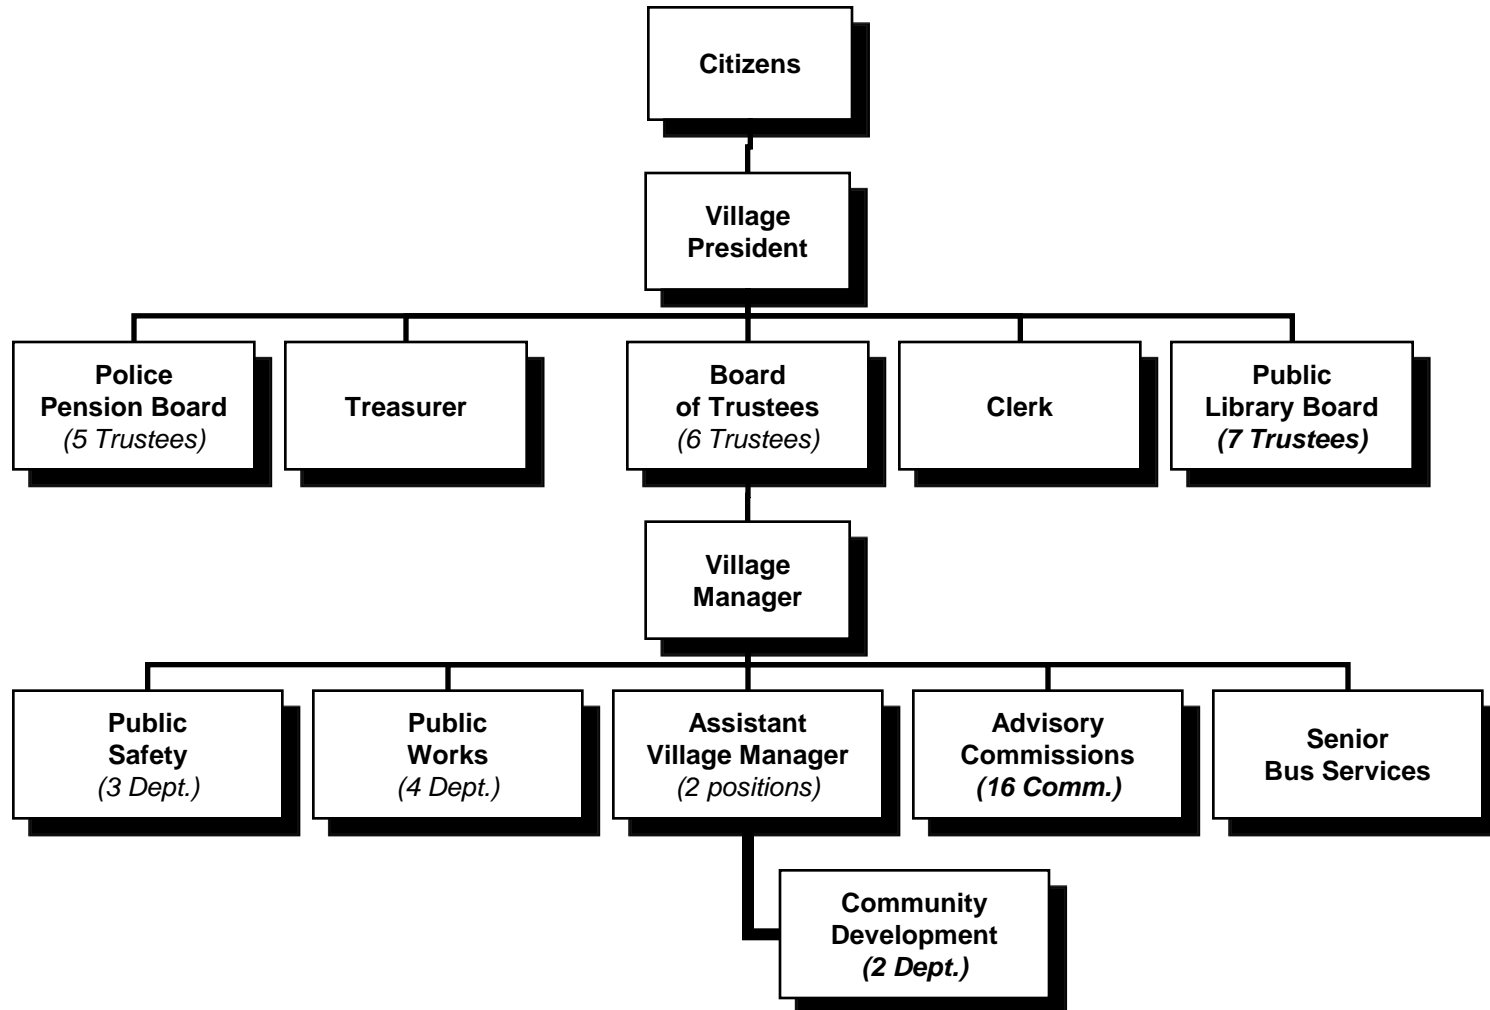 Citizens
Village
President
Police
Pension Board
(5 Trustees)
Treasurer
Board
of Trustees
(6 Trustees)
Clerk
Public
Library Board
(7 Trustees)
Village
Manager
Public
Safety
(3 Dept.)
Public
Works
(4 Dept.)
Assistant
Village Manager
(2 positions)
Advisory
Commissions
(16 Comm.)
Senior
Bus Services
Community
Development
(2 Dept.)